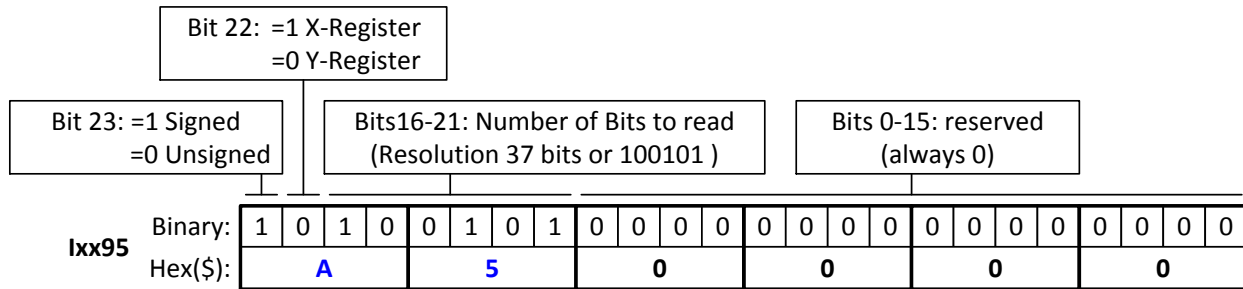 Bit 22: =1 X-Register
=0 Y-Register
Bit 23: =1 Signed
=0 Unsigned
Bits16-21: Number of Bits to read
(Resolution 37 bits or 100101 )
Bits 0-15: reserved
(always 0)
Ixx95
Binary: 1 0 1 0 0 1 0 1 0 0 0 0 0 0 0 0 0 0 0 0 0 0 0 0
Hex($): A 5 0 0 0 0